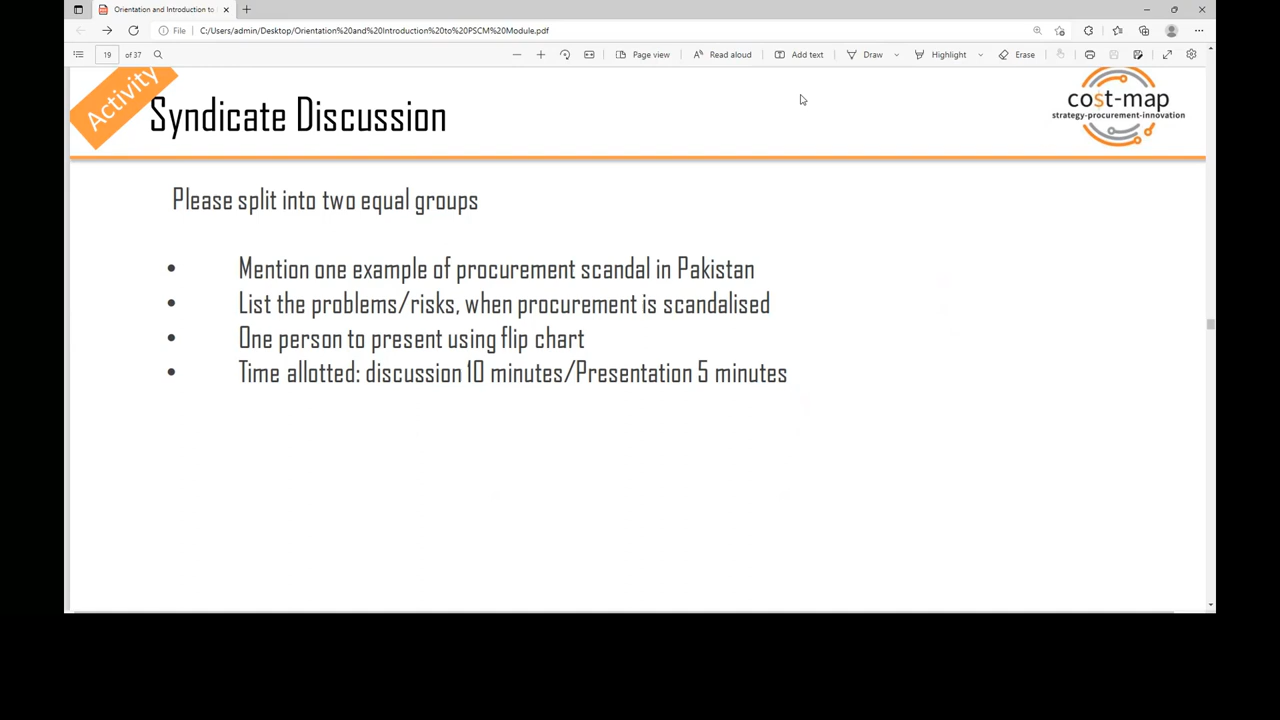 Orientation and Introduction to
File
C:/Users/admin/Desktop/Orientation%20and%20Introduction%20to%20PSCM%20Module.pdf
19 of 37
Page view
Read aloud
Add text
Draw
Highlight
Erase
Activity
Syndicate Discussion
cost-map
strategy-procurement-innovation
Please split into two equal groups
• Mention one example of procurement scandal in Pakistan
• List the problems/risks, when procurement is scandalised
• One person to present using flip chart
• Time allotted: discussion 10 minutes/Presentation 5 minutes